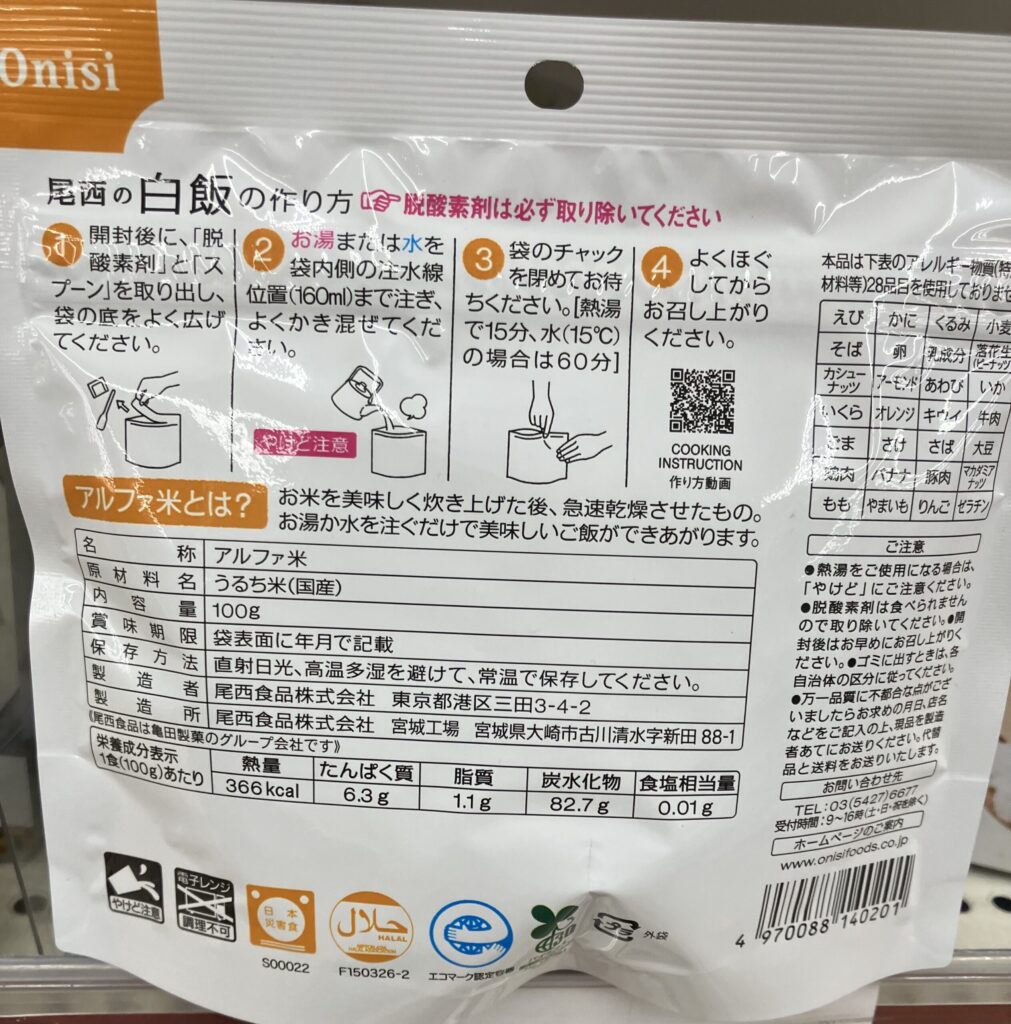 Onisi
尾西の白飯の作り方 脱酸素剤は必ず取り除いてください
1 開封後に、「脱
酸素剤」と「ス
プーン」を取り出し、
袋の底をよく広げ
てください。
2 お湯または水を
袋内側の注水線
位置(160ml)まで注ぎ、
よくかき混ぜてくだ
さい。
やけど注意
3 袋のチャック
を閉めてお待
ちください。[熱湯
で15分、水(15℃)
の場合は60分]
4 よくほぐ
してから
お召し上がり
ください。
COOKING
INSTRUCTION
作り方動画
アルファ米とは?
お米を美味しく炊き上げた後、急速乾燥させたもの。
お湯か水を注ぐだけで美味しいご飯ができあがります。
名称 アルファ米
原材料名 うるち米(国産)
内容量 100g
賞味期限 袋表面に年月で記載
保存方法 直射日光、高温多湿を避けて、常温で保存してください。
製造者 尾西食品株式会社 東京都港区三田3-4-2
製造所 尾西食品株式会社 宮城工場 宮城県大崎市古川清水字新田88-1
《尾西食品は亀田製菓のグループ会社です》
栄養成分表示
1食(100g)あたり
熱量 たんぱく質 脂質 炭水化物 食塩相当量
366kcal 6.3g 1.1g 82.7g 0.01g
本品は下表のアレルギー物質(特
材料等)28品目を使用しておりませ
えび かに くるみ 小麦
そば 卵 乳成分 落花生(ピーナッツ)
カシューナッツ アーモンド あわび いか
いくら オレンジ キウイ 牛肉
ごま さけ さば 大豆
鶏肉 バナナ 豚肉 マカダミアナッツ
もも やまいも りんご ゼラチン
ご注意
●熱湯をご使用になる場合は、
「やけど」にご注意ください。
●脱酸素剤は食べられません
ので取り除いてください。●開
封後はお早めにお召し上がりく
ださい。●ゴミに出すときは、各
自治体の区分に従ってください。
●万一品質に不都合な点がござ
いましたらお求めの月日、店名
などをご記入の上、現品を製造
者あてにお送りください。代替
品と送料をお送りいたします。
お問い合わせ先
TEL:03(5427)6677
受付時間:9〜16時(土・日・祝を除く)
ホームページのご案内
www.onisifoods.co.jp
4 970088 140201
やけど注意
電子レンジ
調理不可
日本
災害食
S00022
حلال
HALAL
F150326-2
エコマーク認定
プラ
外袋